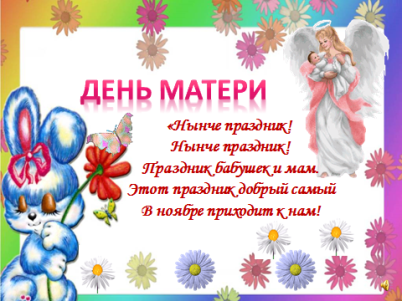 ДЕНЬ МАТЕРИ
«Нынче праздник!
Нынче праздник!
Праздник бабушек и мам.
Этот праздник добрый самый
В ноябре приходит к нам!